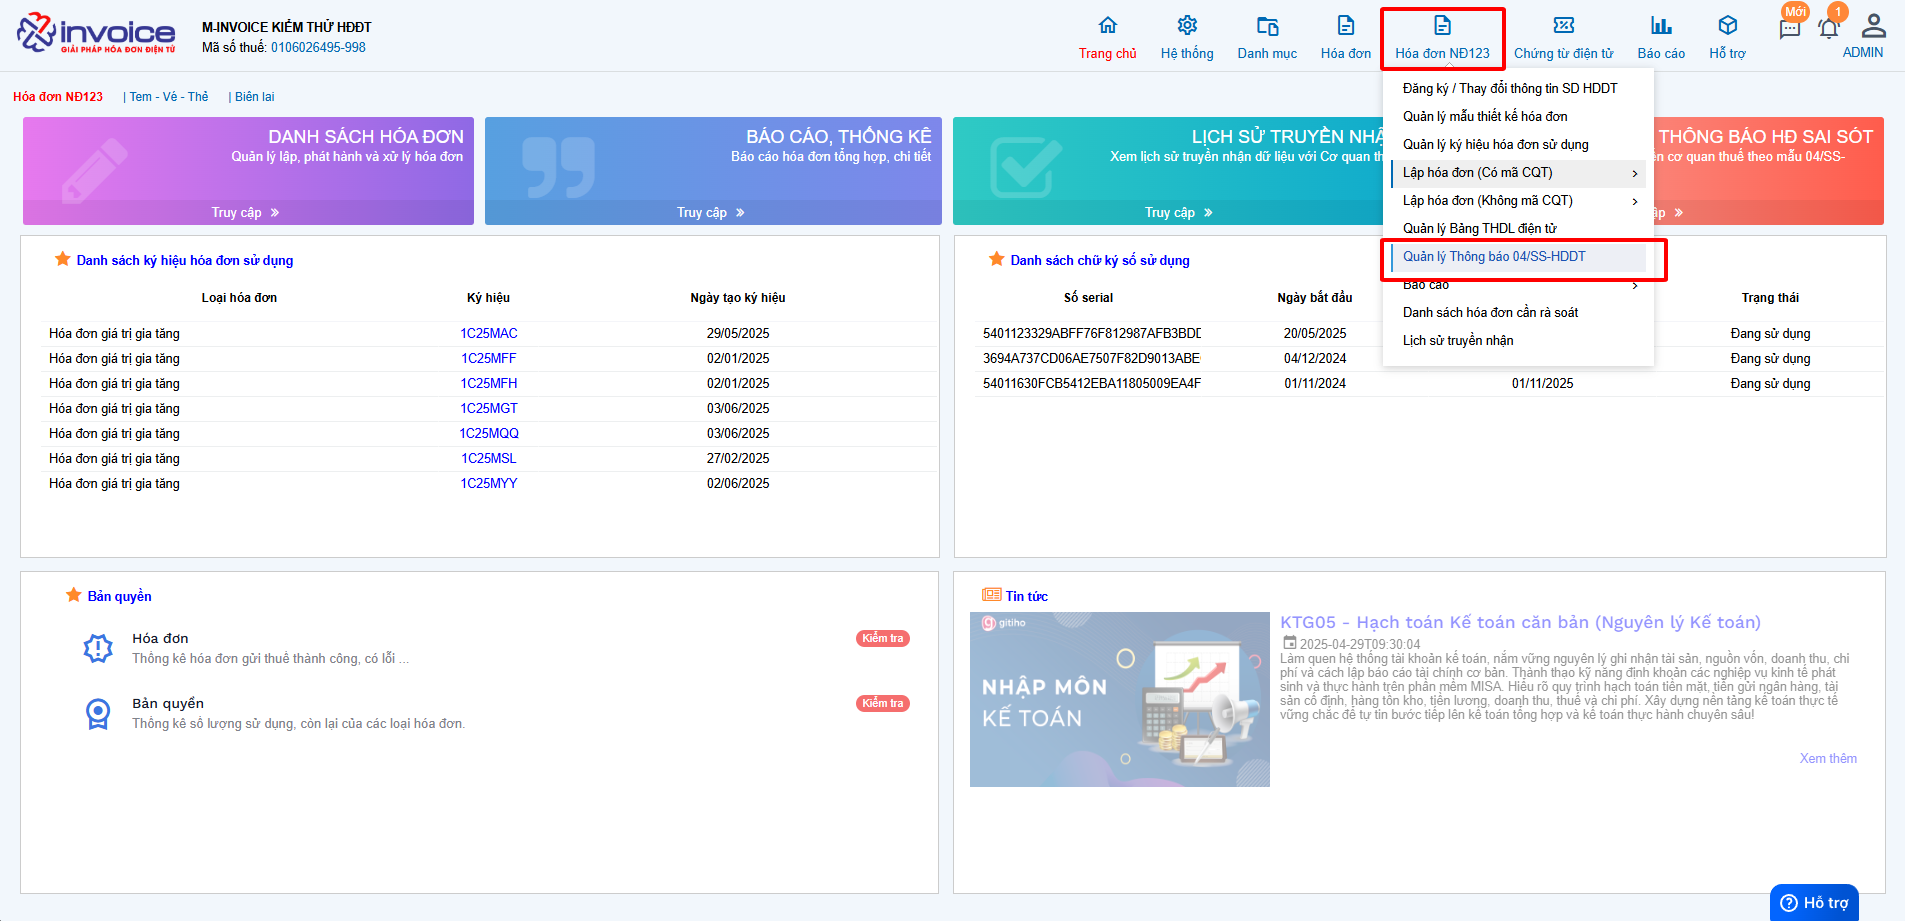 invoice
GIẢI PHÁP HÓA ĐƠN ĐIỆN TỬ
M-INVOICE KIỂM THỬ HĐĐT
Mã số thuế: 0106026495-998
Trang chủ
Hệ thống
Danh mục
Hóa đơn
Hóa đơn NĐ123
Chứng từ điện tử
Báo cáo
Hỗ trợ
Mới
1
ADMIN
Hóa đơn NĐ123 | Tem - Vé - Thẻ | Biên lai
Đăng ký / Thay đổi thông tin SD HDDT
Quản lý mẫu thiết kế hóa đơn
Quản lý ký hiệu hóa đơn sử dụng
Lập hóa đơn (Có mã CQT)
Lập hóa đơn (Không mã CQT)
Quản lý Bảng THDL điện tử
Quản lý Thông báo 04/SS-HDDT
Báo cáo
Danh sách hóa đơn cần rà soát
Lịch sử truyền nhận
DANH SÁCH HÓA ĐƠN
Quản lý lập, phát hành và xử lý hóa đơn
Truy cập »
BÁO CÁO, THỐNG KÊ
Báo cáo hóa đơn tổng hợp, chi tiết
Truy cập »
LỊCH SỬ TRUYỀN NHẬ
Xem lịch sử truyền nhận dữ liệu với Cơ quan th
Truy cập »
THÔNG BÁO HĐ SAI SÓT
cơ quan thuế theo mẫu 04/SS-
ập »
Danh sách ký hiệu hóa đơn sử dụng
Loại hóa đơn Ký hiệu Ngày tạo ký hiệu
Hóa đơn giá trị gia tăng 1C25MAC 29/05/2025
Hóa đơn giá trị gia tăng 1C25MFF 02/01/2025
Hóa đơn giá trị gia tăng 1C25MFH 02/01/2025
Hóa đơn giá trị gia tăng 1C25MGT 03/06/2025
Hóa đơn giá trị gia tăng 1C25MQQ 03/06/2025
Hóa đơn giá trị gia tăng 1C25MSL 27/02/2025
Hóa đơn giá trị gia tăng 1C25MYY 02/06/2025
Danh sách chữ ký số sử dụng
Số serial Ngày bắt đầu Trạng thái
5401123329ABFF76F812987AFB3BDD 20/05/2025 Đang sử dụng
3694A737CD06AE7507F82D9013ABE 04/12/2024 Đang sử dụng
54011630FCB5412EBA11805009EA4F 01/11/2024 01/11/2025 Đang sử dụng
Bản quyền
Hóa đơn
Kiểm tra
Thống kê hóa đơn gửi thuế thành công, có lỗi ...
Bản quyền
Kiểm tra
Thống kê số lượng sử dụng, còn lại của các loại hóa đơn.
Tin tức
gitiho
NHẬP MÔN
KẾ TOÁN
KTG05 - Hạch toán Kế toán căn bản (Nguyên lý Kế toán)
2025-04-29T09:30:04
Làm quen hệ thống tài khoản kế toán, nắm vững nguyên lý ghi nhận tài sản, nguồn vốn, doanh thu, chi
phí và cách lập báo cáo tài chính cơ bản. Thành thạo kỹ năng định khoản các nghiệp vụ kinh tế phát
sinh và thực hành trên phần mềm MISA. Hiểu rõ quy trình hạch toán tiền mặt, tiền gửi ngân hàng, tài
sản cố định, hàng tồn kho, tiền lương, doanh thu, thuế và chi phí. Xây dựng nền tảng kế toán thực tế
vững chắc để tự tin bước tiếp lên kế toán tổng hợp và kế toán thực hành chuyên sâu!
Xem thêm
Hỗ trợ